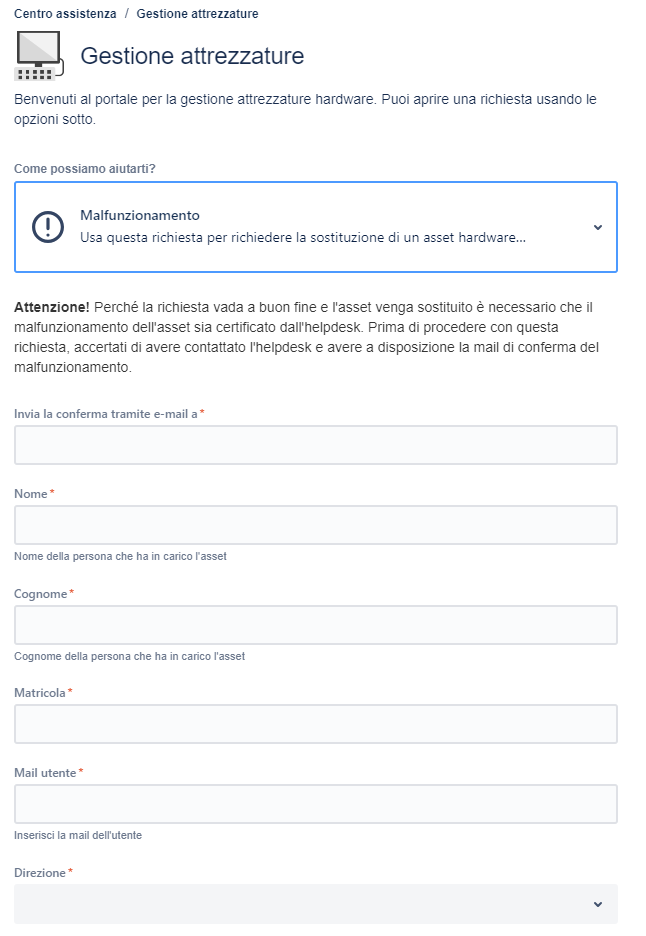 Centro assistenza / Gestione attrezzature
Gestione attrezzature
Benvenuti al portale per la gestione attrezzature hardware. Puoi aprire una richiesta usando le
opzioni sotto.
Come possiamo aiutarti?
Malfunzionamento
Usa questa richiesta per richiedere la sostituzione di un asset hardware...
Attenzione! Perché la richiesta vada a buon fine e l'asset venga sostituito è necessario che il
malfunzionamento dell'asset sia certificato dall'helpdesk. Prima di procedere con questa
richiesta, accertati di avere contattato l'helpdesk e avere a disposizione la mail di conferma del
malfunzionamento.
Invia la conferma tramite e-mail a*
Nome*
Nome della persona che ha in carico l'asset
Cognome*
Cognome della persona che ha in carico l'asset
Matricola*
Mail utente*
Inserisci la mail dell'utente
Direzione*